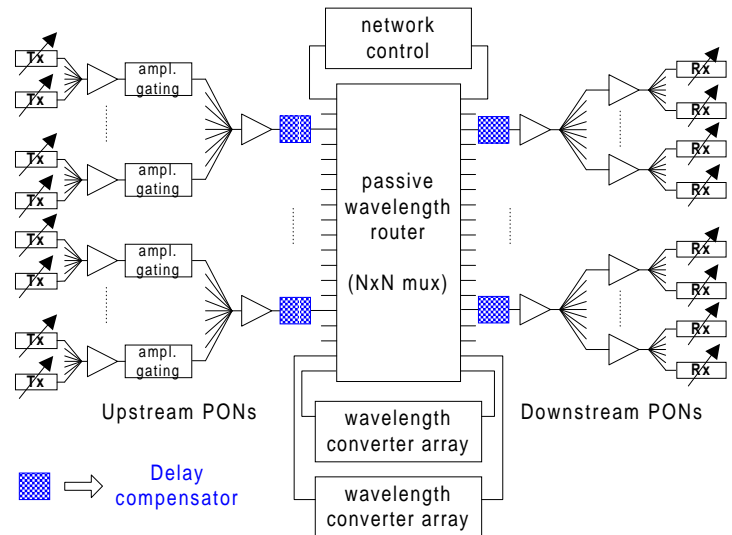 network
control
Tx
Tx
Tx
Tx
Tx
Tx
Tx
Tx
ampl.
gating
ampl.
gating
ampl.
gating
ampl.
gating
passive
wavelength
router
(NxN mux)
Rx
Rx
Rx
Rx
Rx
Rx
Rx
Rx
Upstream PONs
Downstream PONs
wavelength
converter array
wavelength
converter array
Delay
compensator